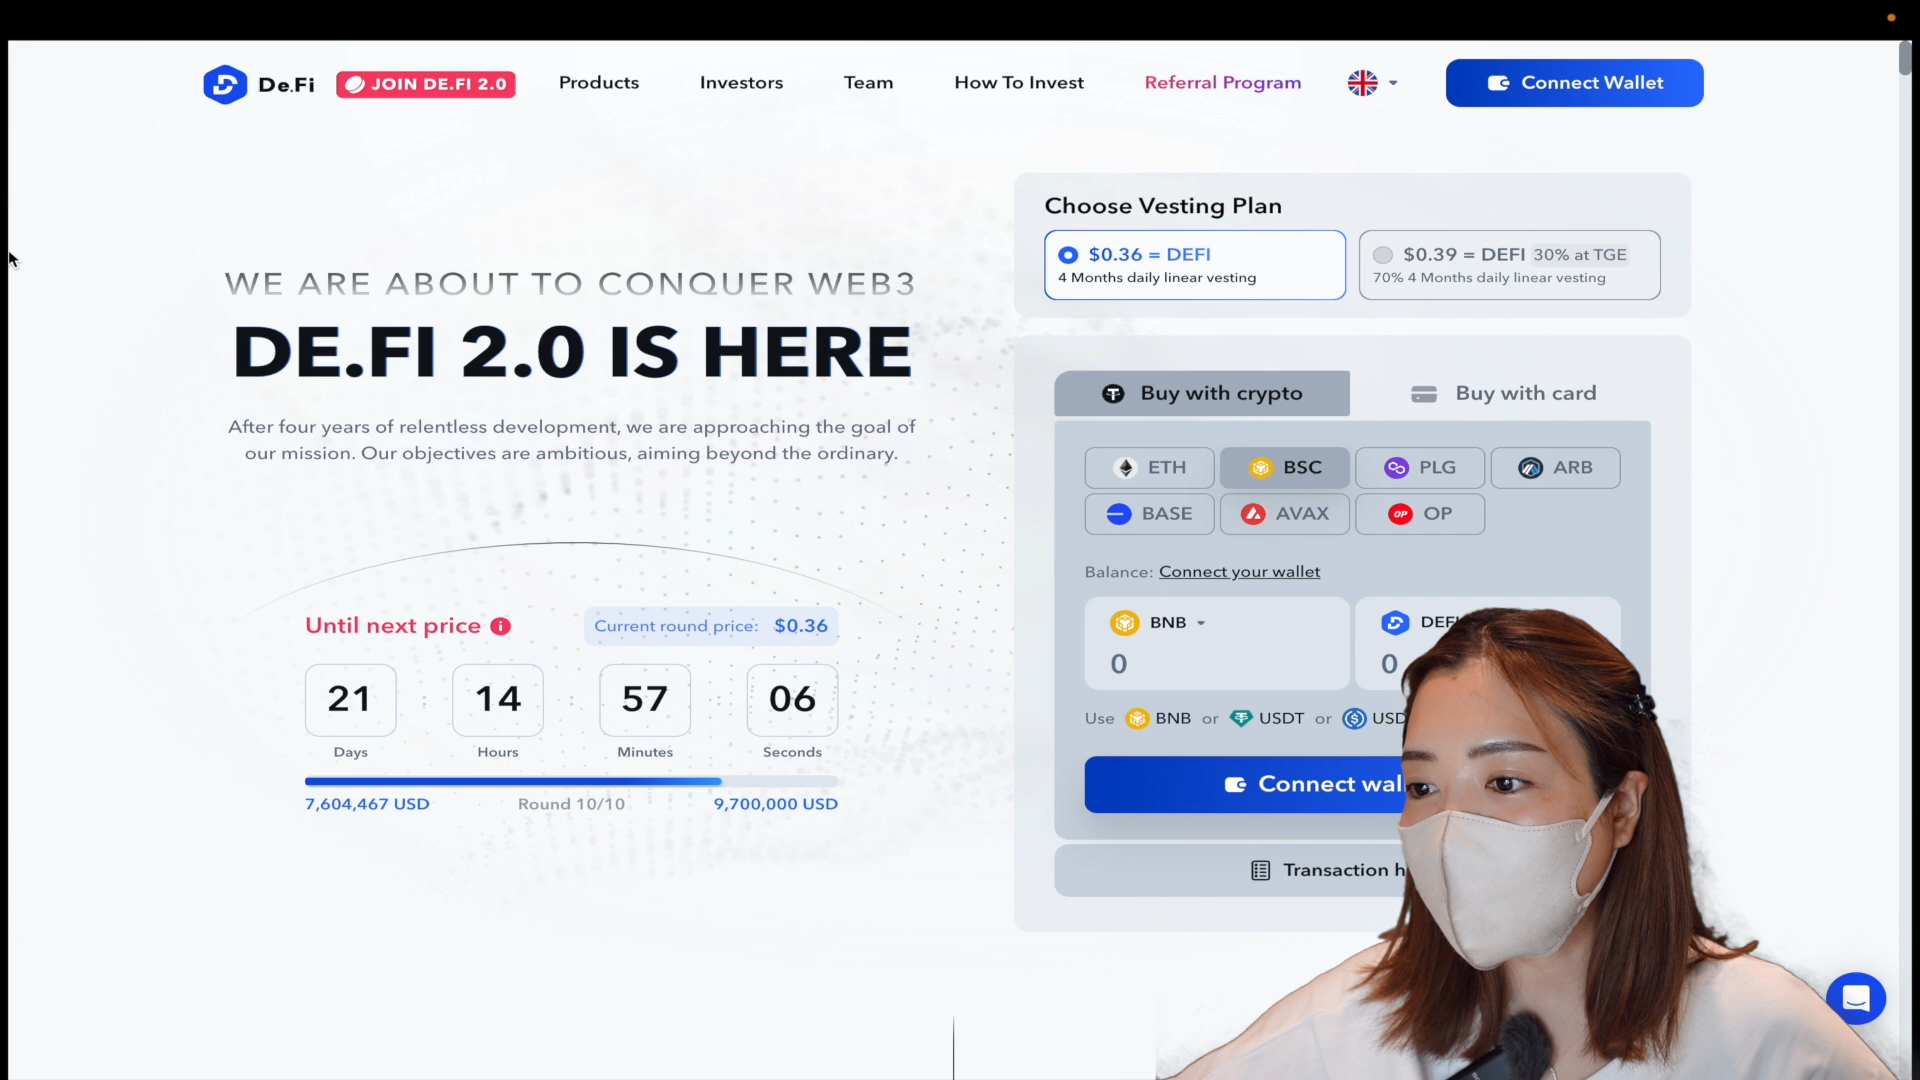 De.Fi
JOIN DE.FI 2.0
Products
Investors
Team
How To Invest
Referral Program
Connect Wallet
WE ARE ABOUT TO CONQUER WEB3
DE.FI 2.0 IS HERE
After four years of relentless development, we are approaching the goal of
our mission. Our objectives are ambitious, aiming beyond the ordinary.
Until next price
Current round price: $0.36
21
14
57
06
Days
Hours
Minutes
Seconds
7,604,467 USD
Round 10/10
9,700,000 USD
Choose Vesting Plan
$0.36 = DEFI
4 Months daily linear vesting
$0.39 = DEFI 30% at TGE
70% 4 Months daily linear vesting
Buy with crypto
Buy with card
ETH
BSC
PLG
ARB
BASE
AVAX
OP
Balance: Connect your wallet
BNB
0
0
Use BNB or USDT or
Connect
Transaction